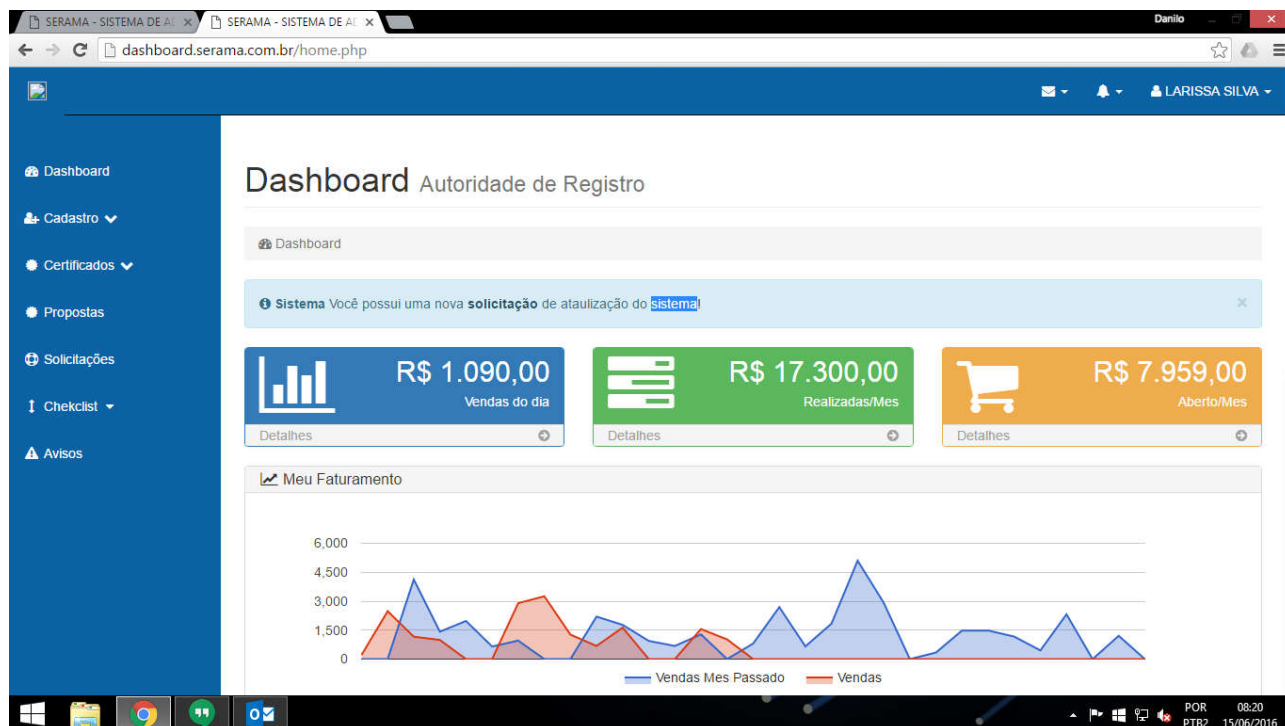 SERAMA - SISTEMA DE AD
SERAMA - SISTEMA DE AD
Danilo
dashboard.serama.com.br/home.php
LARISSA SILVA
Dashboard
Cadastro
Certificados
Propostas
Solicitações
Chekclist
Avisos
Dashboard Autoridade de Registro
Dashboard
Sistema Você possui uma nova solicitação de ataulização do sistema!
R$ 1.090,00
Vendas do dia
Detalhes
R$ 17.300,00
Realizadas/Mes
Detalhes
R$ 7.959,00
Aberto/Mes
Detalhes
Meu Faturamento
6,000
4,500
3,000
1,500
0
Vendas Mes Passado
Vendas
POR
PTB2
08:20
15/06/2016